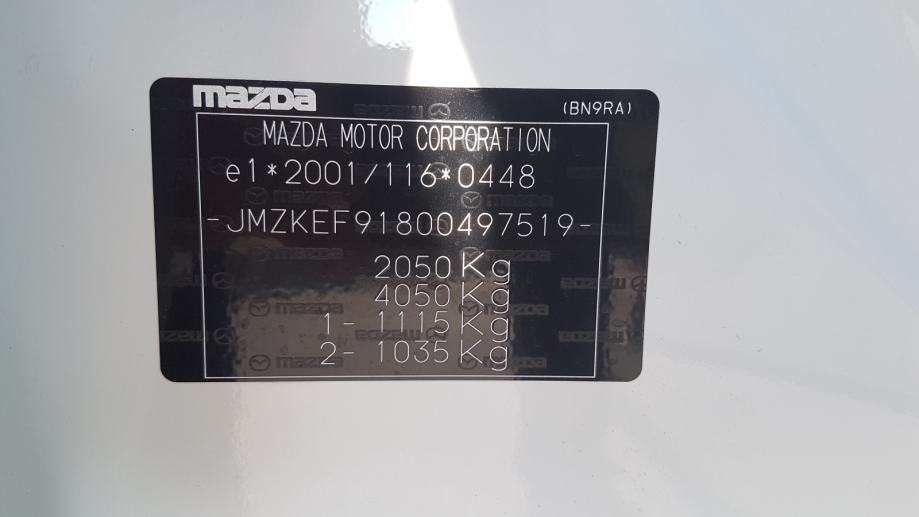 mazda (BN9RA)
MAZDA MOTOR CORPORATION
e1*2001/116*0448
-JMZKEF91800497519-
2050Kg
4050Kg
1- 1115Kg
2- 1035Kg